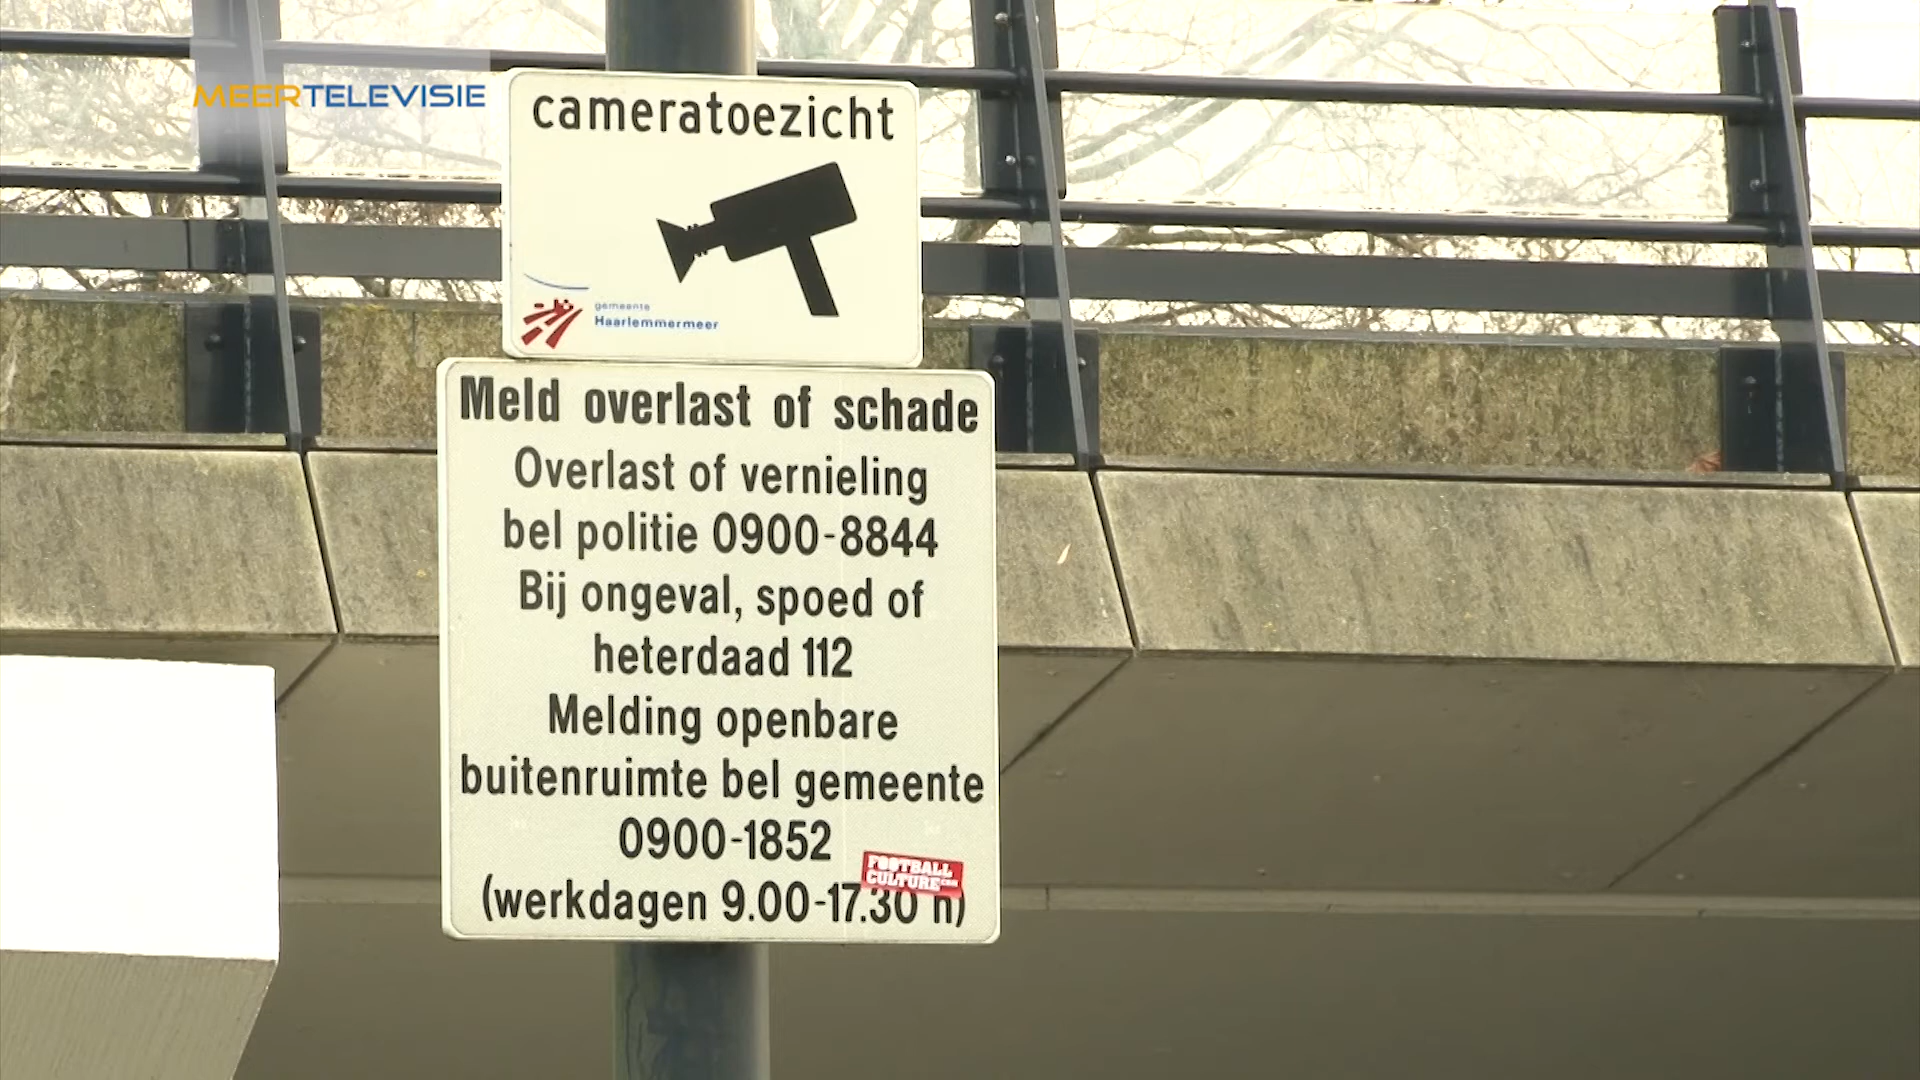 MEERTELEVISIE
cameratoezicht
gemeente
Haarlemmermeer
Meld overlast of schade
Overlast of vernieling
bel politie 0900-8844
Bij ongeval, spoed of
heterdaad 112
Melding openbare
buitenruimte bel gemeente
0900-1852
FOOTBALL
CULTURE.COM
(werkdagen 9.00-17.30 h)